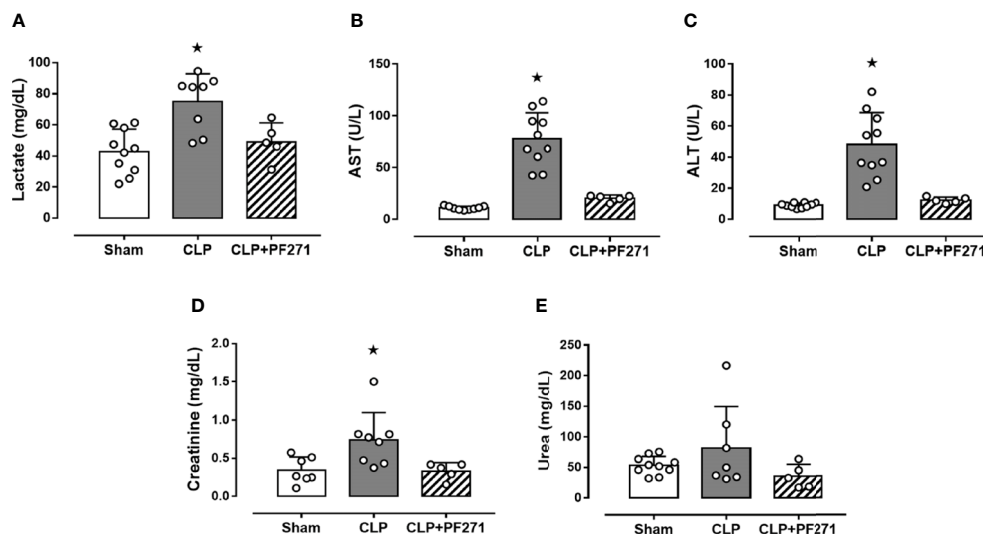 A
Lactate (mg/dL)
100
80
60
40
20
0
★
Sham CLP CLP+PF271
B
AST (U/L)
150
100
50
0
★
Sham CLP CLP+PF271
C
ALT (U/L)
100
80
60
40
20
0
★
Sham CLP CLP+PF271
D
Creatinine (mg/dL)
2.0
1.5
1.0
0.5
0.0
★
Sham CLP CLP+PF271
E
Urea (mg/dL)
250
200
150
100
50
0
Sham CLP CLP+PF271